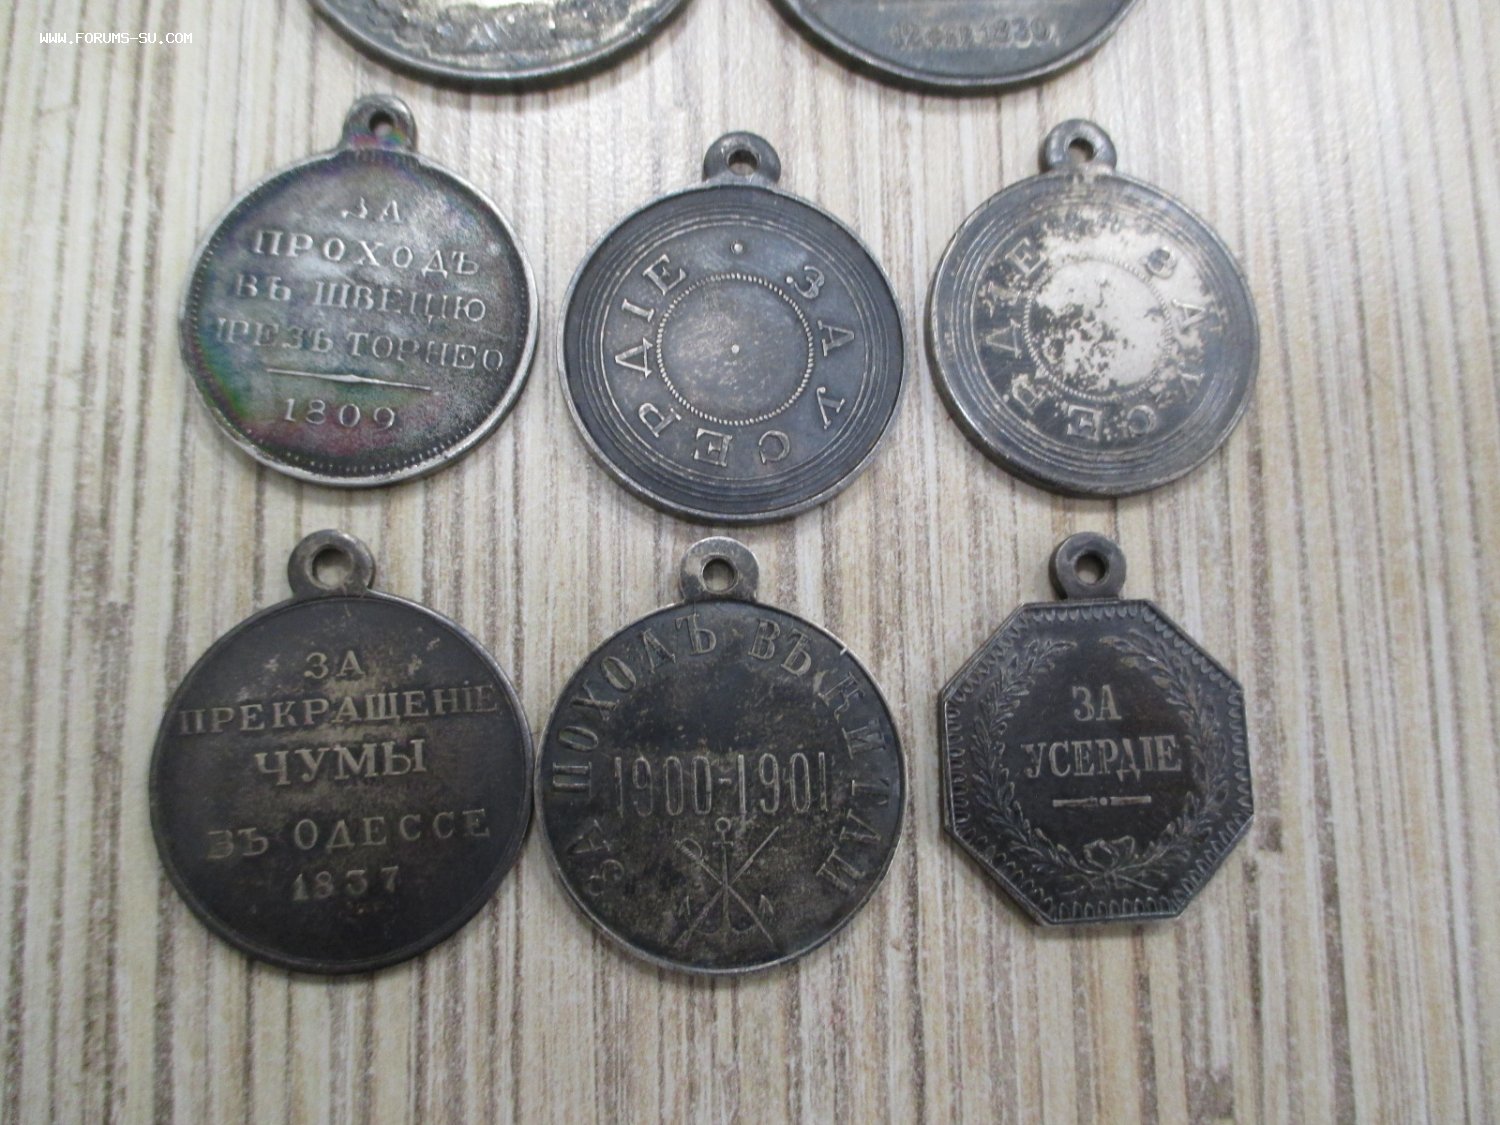 WWW.FORUMS-SU.COM
ЗА
ПРОХОДЪ
ВЪ ШВЕЦІЮ
ЧРЕЗЪ ТОРНЕО
1809
ЗА УСЕРДІЕ
ЗА УСЕРДІЕ
ЗА
ПРЕКРАЩЕНІЕ
ЧУМЫ
ВЪ ОДЕССЕ
1837
ЗА ПОХОДЪ ВЪ КИТАЙ
1900-1901
ЗА
УСЕРДІЕ